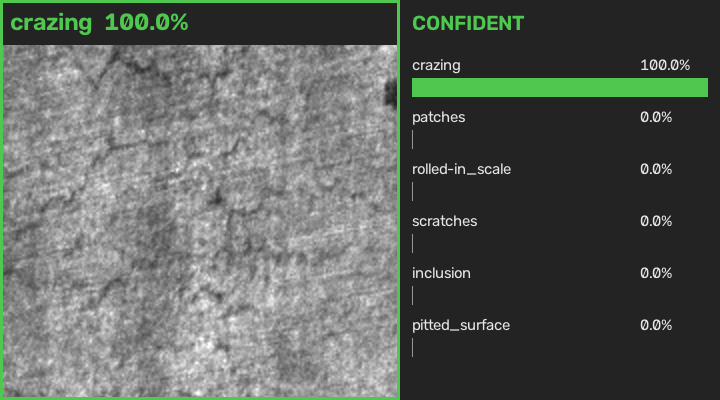 crazing 100.0%
CONFIDENT
crazing 100.0%
patches 0.0%
rolled-in_scale 0.0%
scratches 0.0%
inclusion 0.0%
pitted_surface 0.0%